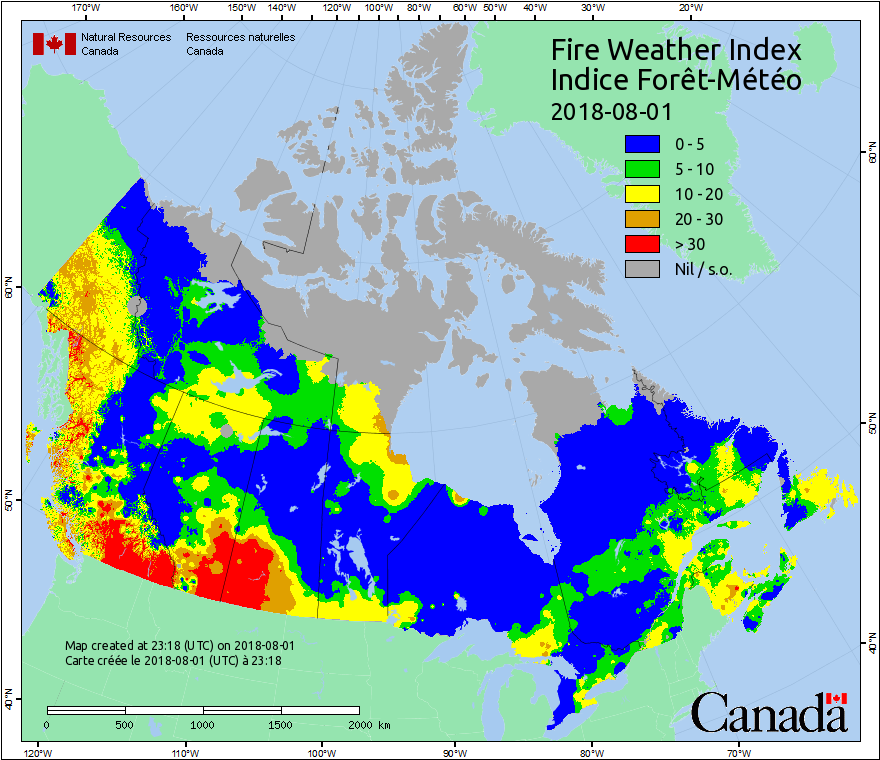 170°W 160°W 150°W 140°W 120°W 100°W 80°W 60°W 50°W 40°W 30°W 20°W
Natural Resources Canada
Ressources naturelles Canada
Fire Weather Index
Indice Forêt-Météo
2018-08-01
0 - 5
5 - 10
10 - 20
20 - 30
> 30
Nil / s.o.
60°N
50°N
40°N
60°N
50°N
40°N
Map created at 23:18 (UTC) on 2018-08-01
Carte créée le 2018-08-01 (UTC) à 23:18
0 500 1000 1500 2000 km
Canada
120°W 110°W 100°W 90°W 80°W 70°W